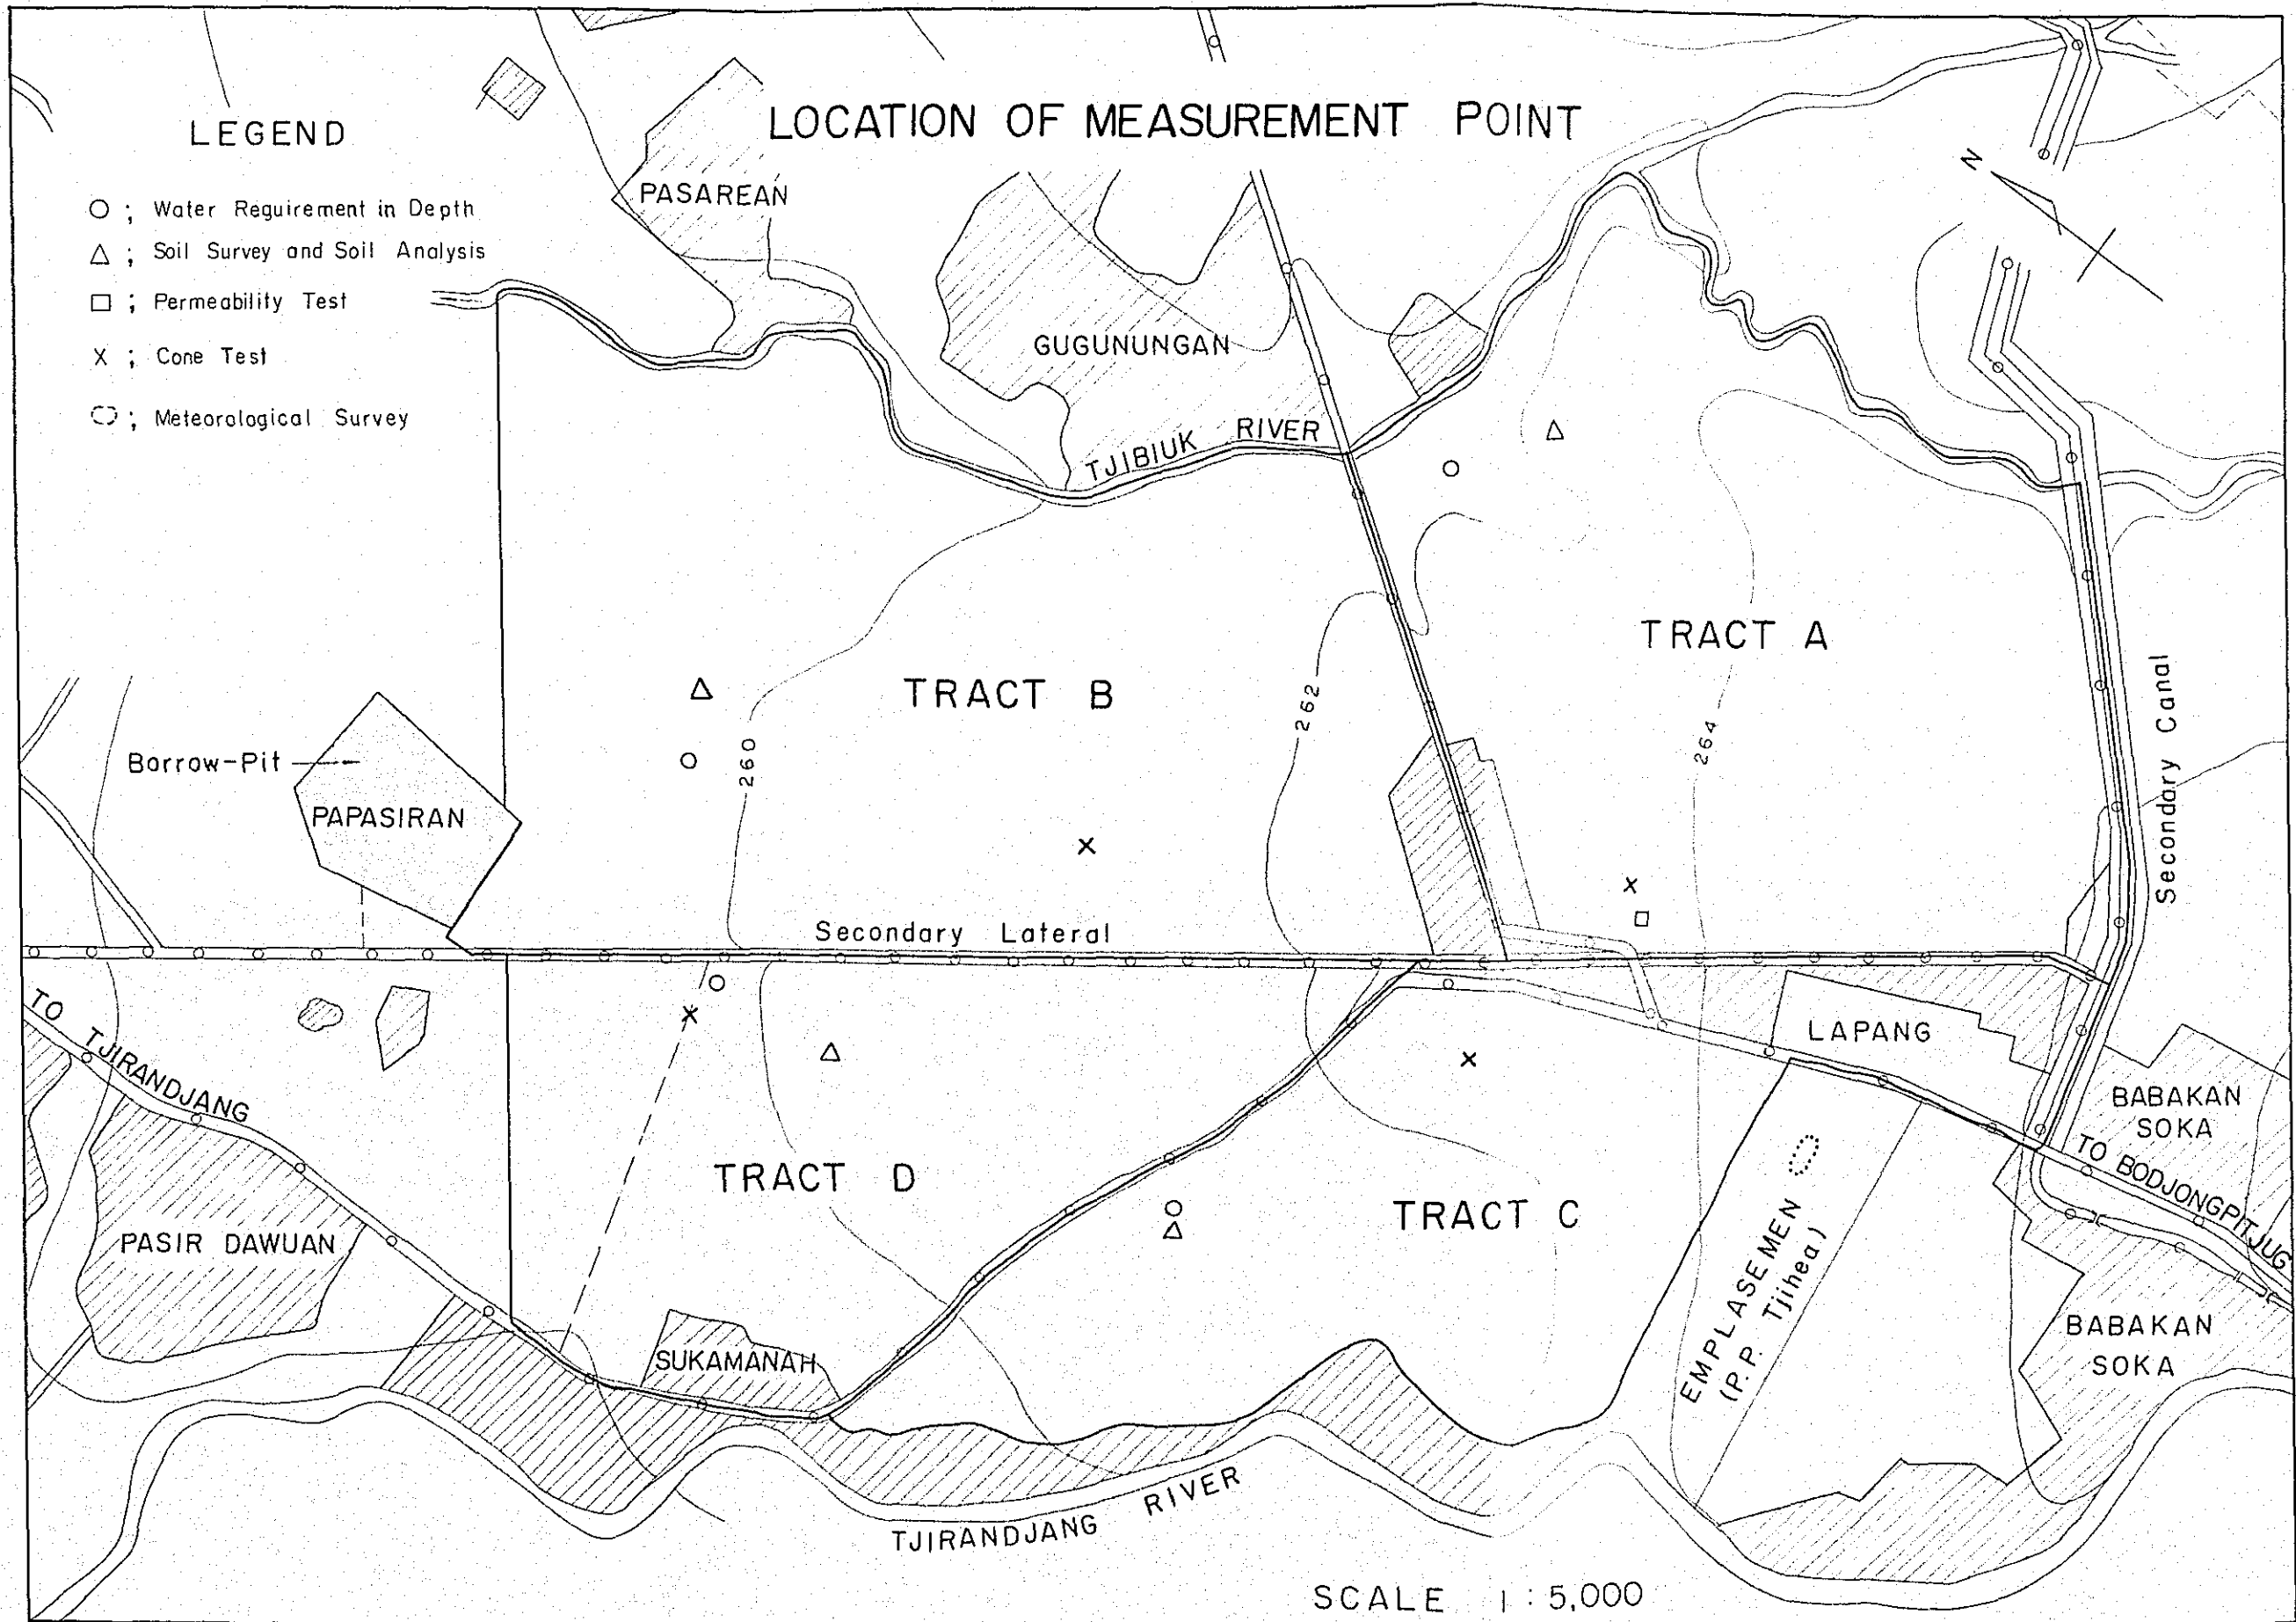 LOCATION OF MEASUREMENT POINT
LEGEND
○ ; Water Reguirement in Depth
△ ; Soil Survey and Soil Analysis
□ ; Permeability Test
X ; Cone Test
; Meteorological Survey
PASAREAN
N
GUGUNUNGAN
TJIBIUK RIVER
TRACT A
TRACT B
262
264
260
Secondary Canal
Borrow-Pit
PAPASIRAN
Secondary Lateral
TO TJIRANDJANG
LAPANG
BABAKAN
SOKA
TO BODJONGPITJUG
TRACT D
TRACT C
PASIR DAWUAN
EMPLASEMEN
(P.P. Tjihea)
BABAKAN
SOKA
SUKAMANAH
TJIRANDJANG RIVER
SCALE 1 : 5,000